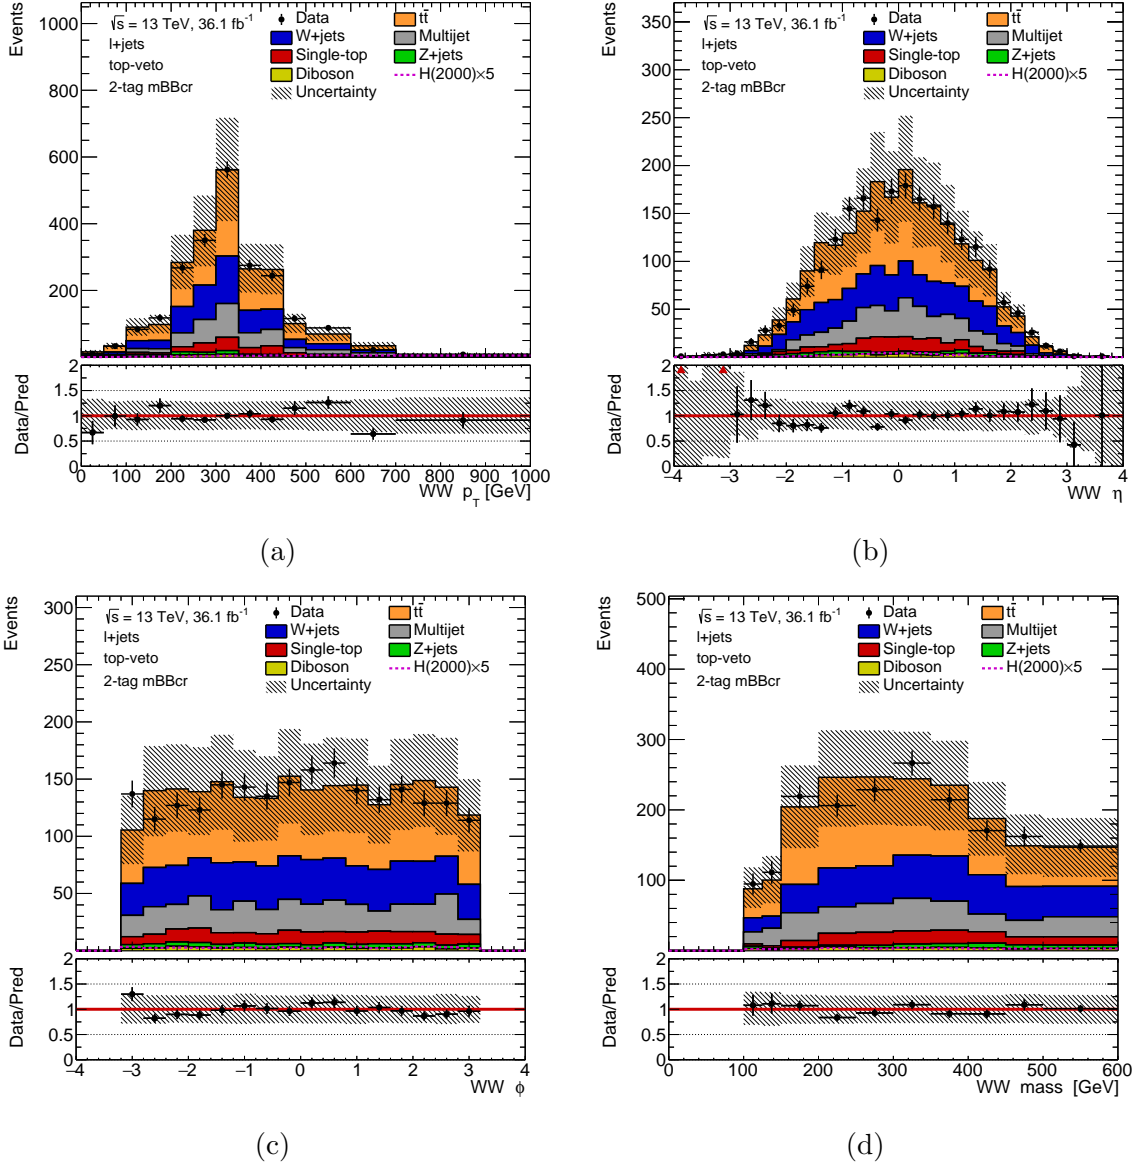 Events
1000
800
600
400
200
√s = 13 TeV, 36.1 fb⁻¹
l+jets
top-veto
2-tag mBBcr
Data
W+jets
Single-top
Diboson
Uncertainty
tt̄
Multijet
Z+jets
H(2000)×5
Data/Pred
2
1.5
1
0.5
0
0 100 200 300 400 500 600 700 800 900 1000
WW p_T [GeV]
(a)
Events
350
300
250
200
150
100
50
√s = 13 TeV, 36.1 fb⁻¹
l+jets
top-veto
2-tag mBBcr
Data
W+jets
Single-top
Diboson
Uncertainty
tt̄
Multijet
Z+jets
H(2000)×5
Data/Pred
2
1.5
1
0.5
0
−4 −3 −2 −1 0 1 2 3 4
WW η
(b)
Events
300
250
200
150
100
50
√s = 13 TeV, 36.1 fb⁻¹
l+jets
top-veto
2-tag mBBcr
Data
W+jets
Single-top
Diboson
Uncertainty
tt̄
Multijet
Z+jets
H(2000)×5
Data/Pred
2
1.5
1
0.5
0
−4 −3 −2 −1 0 1 2 3 4
WW ϕ
(c)
Events
500
400
300
200
100
√s = 13 TeV, 36.1 fb⁻¹
l+jets
top-veto
2-tag mBBcr
Data
W+jets
Single-top
Diboson
Uncertainty
tt̄
Multijet
Z+jets
H(2000)×5
Data/Pred
2
1.5
1
0.5
0
0 100 200 300 400 500 600
WW mass [GeV]
(d)